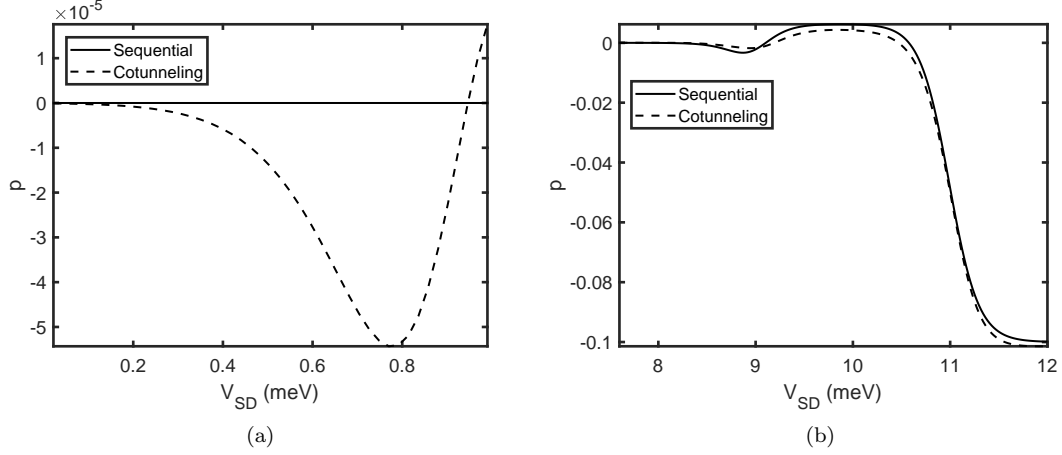 ×10⁻⁵
1
0
-1
-2
-3
-4
-5
p
Sequential
Cotunneling
0.2 0.4 0.6 0.8
V_SD (meV)
(a)
0
-0.02
-0.04
-0.06
-0.08
-0.1
p
Sequential
Cotunneling
8 9 10 11 12
V_SD (meV)
(b)